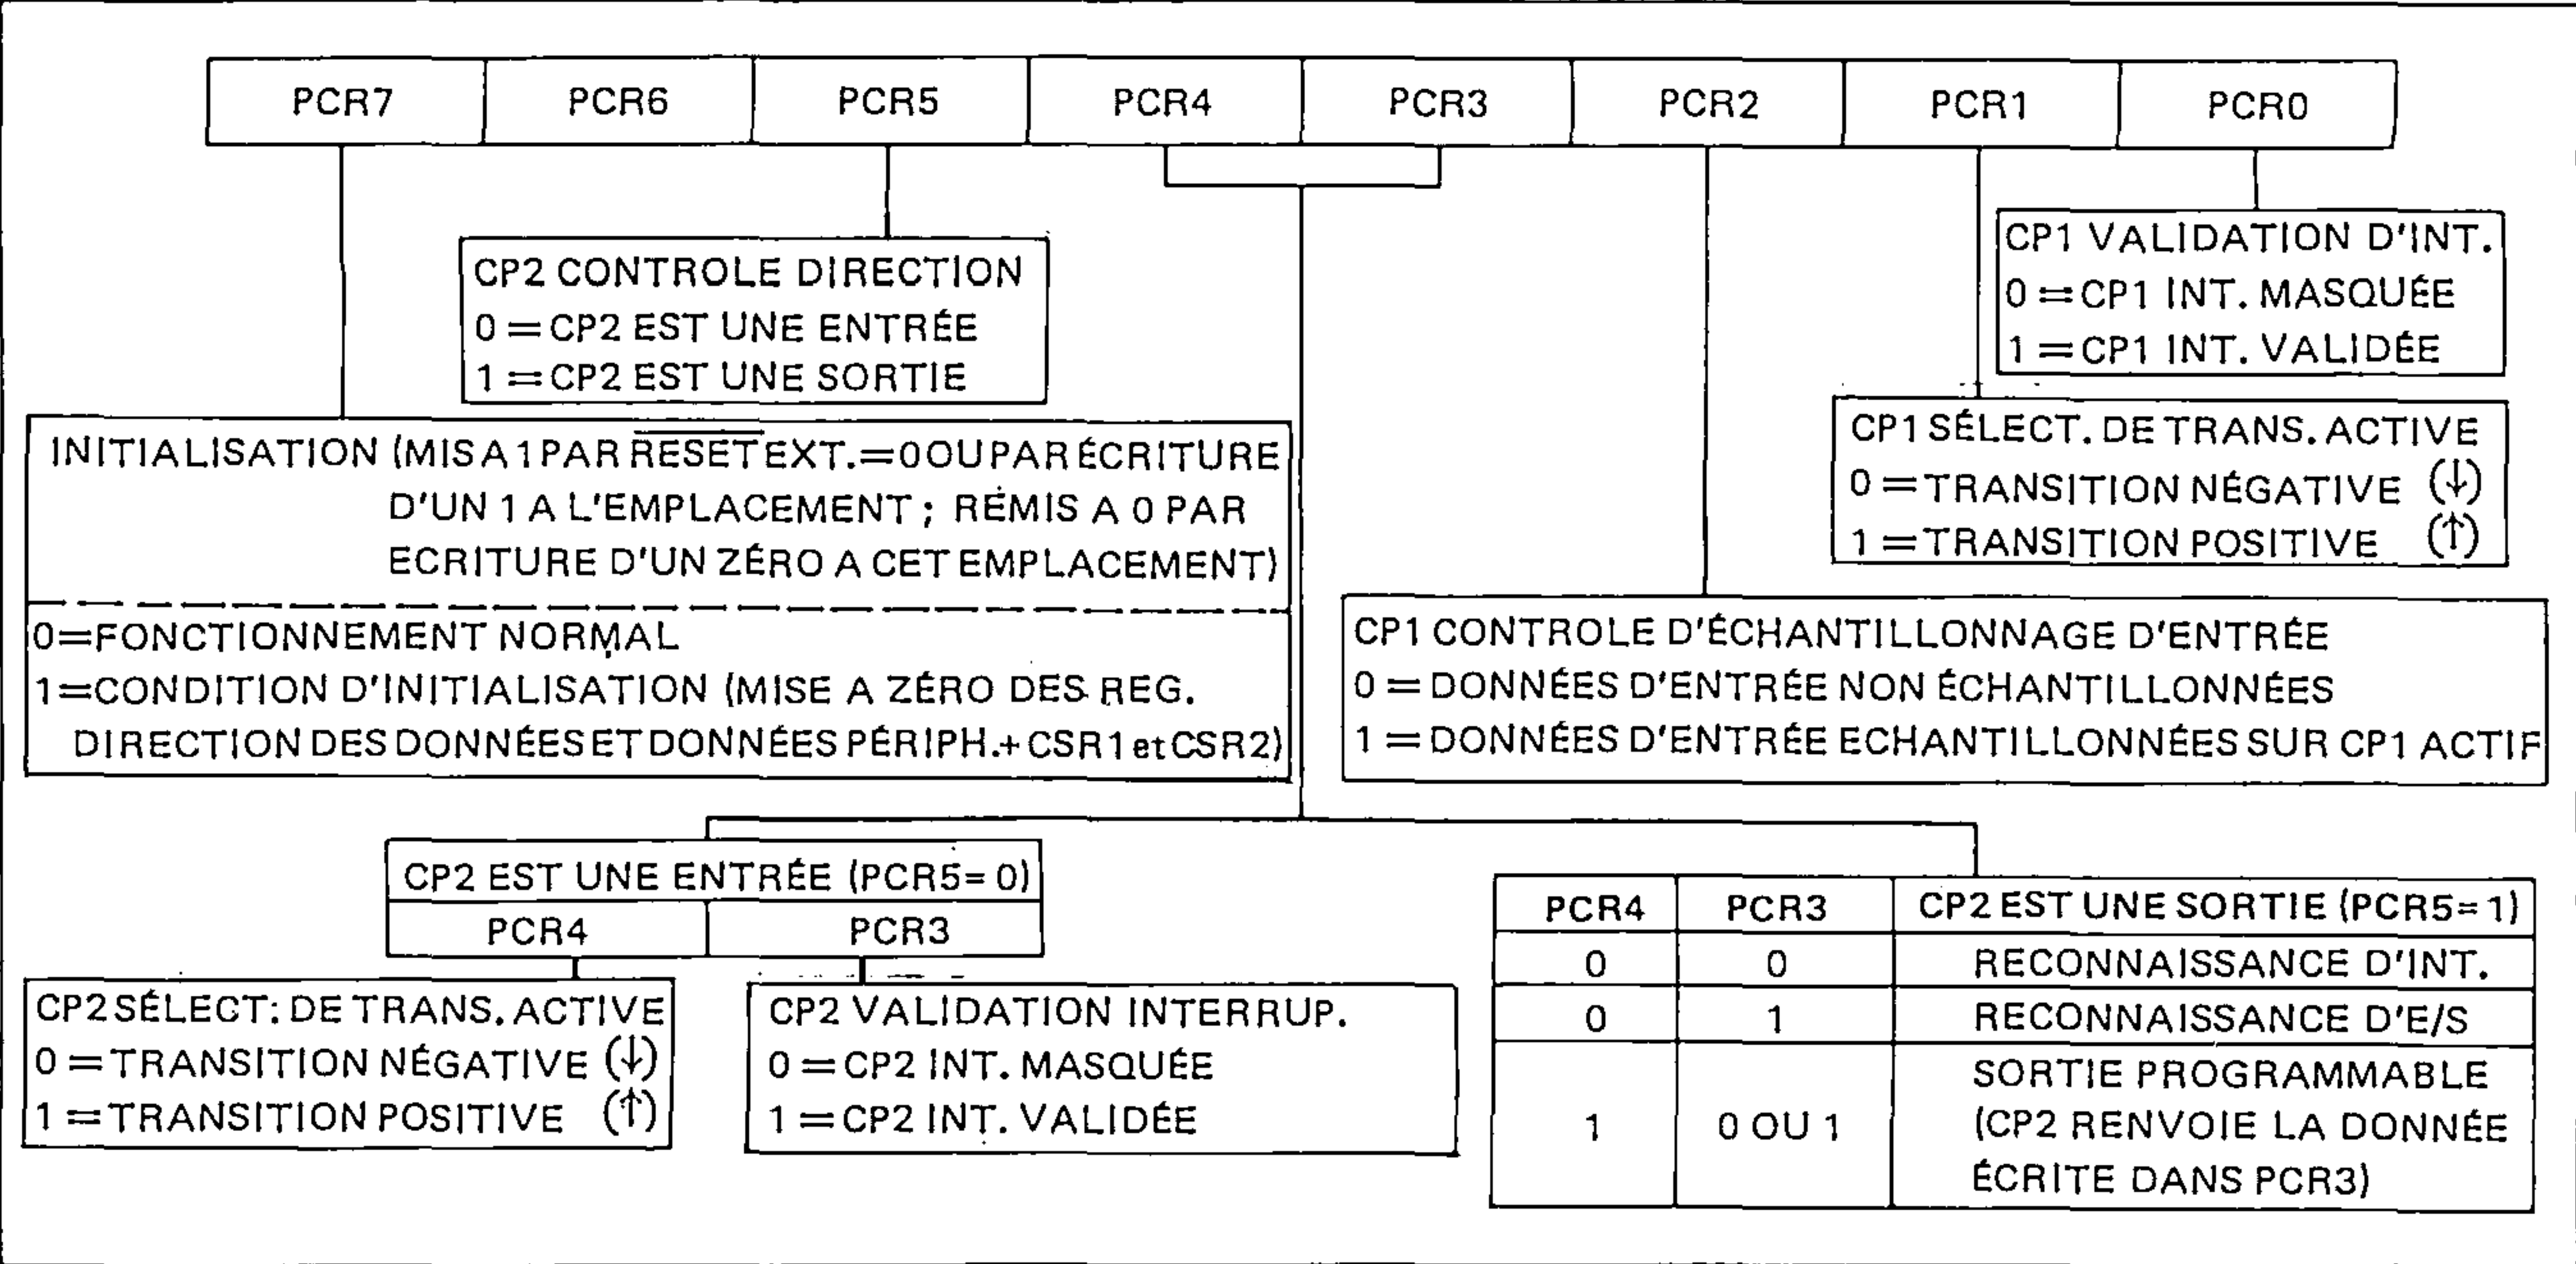 PCR7 PCR6 PCR5 PCR4 PCR3 PCR2 PCR1 PCR0
CP1 VALIDATION D'INT.
0 = CP1 INT. MASQUÉE
1 = CP1 INT. VALIDÉE
CP2 CONTROLE DIRECTION
0 = CP2 EST UNE ENTRÉE
1 = CP2 EST UNE SORTIE
CP1 SÉLECT. DE TRANS. ACTIVE
0 = TRANSITION NÉGATIVE (↓)
1 = TRANSITION POSITIVE (↑)
INITIALISATION (MIS A 1 PAR RESET EXT.=0 OU PAR ÉCRITURE
D'UN 1 A L'EMPLACEMENT ; RÉMIS A 0 PAR
ECRITURE D'UN ZÉRO A CET EMPLACEMENT)
0=FONCTIONNEMENT NORMAL
1=CONDITION D'INITIALISATION (MISE A ZÉRO DES REG.
DIRECTION DES DONNÉES ET DONNÉES PÉRIPH.+ CSR1 et CSR2)
CP1 CONTROLE D'ÉCHANTILLONNAGE D'ENTRÉE
0 = DONNÉES D'ENTRÉE NON ÉCHANTILLONNÉES
1 = DONNÉES D'ENTRÉE ECHANTILLONNÉES SUR CP1 ACTIF
CP2 EST UNE ENTRÉE (PCR5= 0)
PCR4 PCR3
CP2 SÉLECT: DE TRANS. ACTIVE
0 = TRANSITION NÉGATIVE (↓)
1 = TRANSITION POSITIVE (↑)
CP2 VALIDATION INTERRUP.
0 = CP2 INT. MASQUÉE
1 = CP2 INT. VALIDÉE
PCR4 PCR3 CP2 EST UNE SORTIE (PCR5= 1)
0 0 RECONNAISSANCE D'INT.
0 1 RECONNAISSANCE D'E/S
SORTIE PROGRAMMABLE
1 0 OU 1 (CP2 RENVOIE LA DONNÉE
ÉCRITE DANS PCR3)